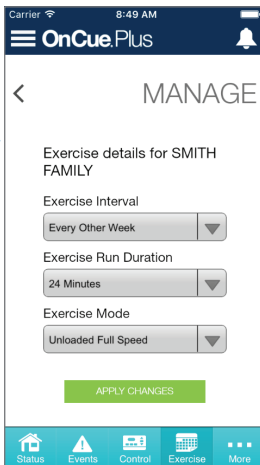 Carrier 8:49 AM
OnCue.Plus
MANAGE
Exercise details for SMITH
FAMILY
Exercise Interval
Every Other Week
Exercise Run Duration
24 Minutes
Exercise Mode
Unloaded Full Speed
APPLY CHANGES
Status Events Control Exercise More